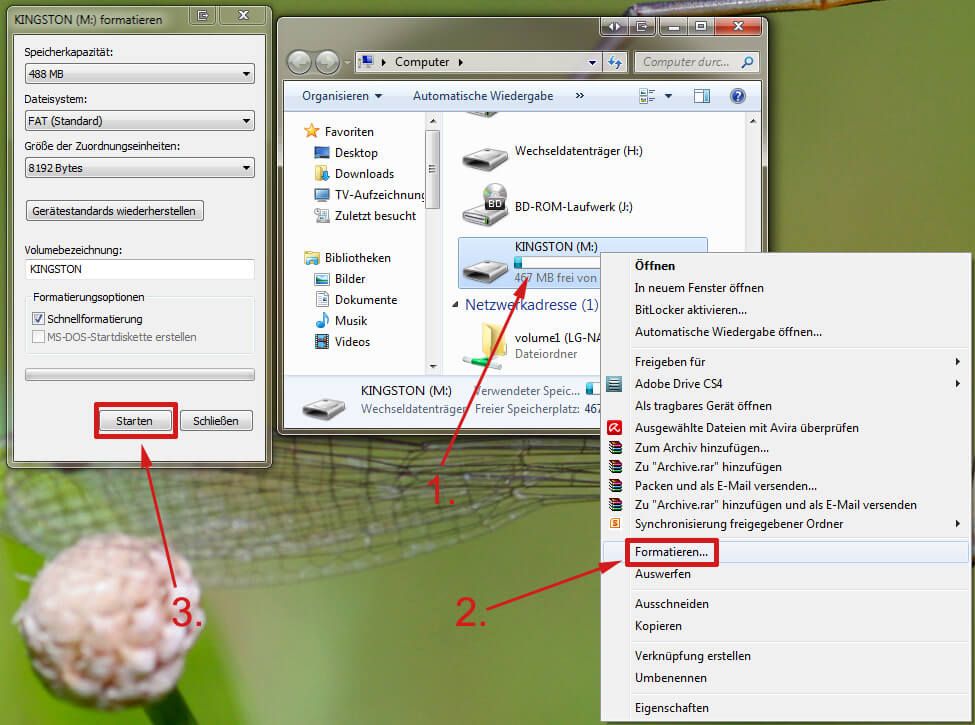 KINGSTON (M:) formatieren
Speicherkapazität:
488 MB
Dateisystem:
FAT (Standard)
Größe der Zuordnungseinheiten:
8192 Bytes
Gerätestandards wiederherstellen
Volumebezeichnung:
KINGSTON
Formatierungsoptionen
Schnellformatierung
MS-DOS-Startdiskette erstellen
Starten
Schließen
3.
Computer
Computer durc...
Organisieren
Automatische Wiedergabe
»
Favoriten
Desktop
Downloads
TV-Aufzeichnung
Zuletzt besucht
Bibliotheken
Bilder
Dokumente
Musik
Videos
Wechseldatenträger (H:)
BD
BD-ROM-Laufwerk (J:)
KINGSTON (M:)
467 MB frei von
Netzwerkadresse (1)
volume1 (LG-NA
Dateiordner
KINGSTON (M:)
Verwendeter Speic...
Wechseldatenträger
Freier Speicherplatz: 467
1.
2.
Öffnen
In neuem Fenster öffnen
BitLocker aktivieren...
Automatische Wiedergabe öffnen...
Freigeben für
Adobe Drive CS4
Als tragbares Gerät öffnen
Ausgewählte Dateien mit Avira überprüfen
Zum Archiv hinzufügen...
Zu "Archive.rar" hinzufügen
Packen und als E-Mail versenden...
Zu "Archive.rar" hinzufügen und als E-Mail versenden
Synchronisierung freigegebener Ordner
Formatieren...
Auswerfen
Ausschneiden
Kopieren
Verknüpfung erstellen
Umbenennen
Eigenschaften